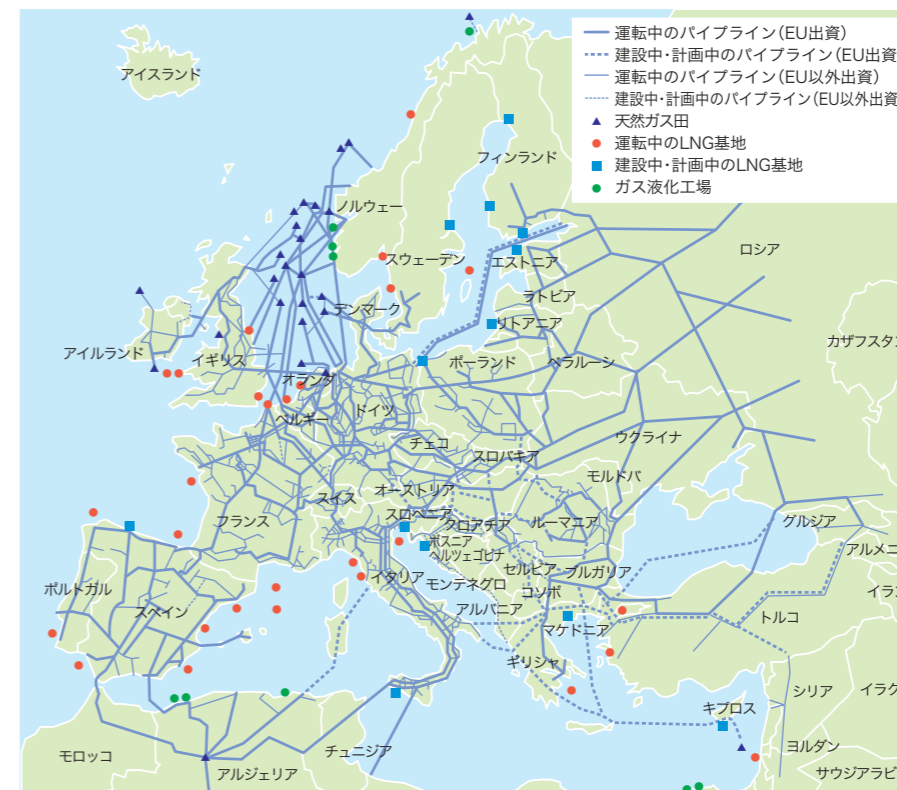 運転中のパイプライン（EU出資）
建設中・計画中のパイプライン（EU出資
運転中のパイプライン（EU以外出資）
建設中・計画中のパイプライン（EU以外出資
天然ガス田
運転中のLNG基地
建設中・計画中のLNG基地
ガス液化工場
アイスランド
フィンランド
ノルウェー
ロシア
スウェーデン
エストニア
ラトビア
デンマーク
リトアニア
カザフスタ
アイルランド
イギリス
ポーランド
ベラルーシ
オランダ
ドイツ
ベルギー
ウクライナ
チェコ
スロバキア
モルドバ
オーストリア
スイス
スロベニア
フランス
クロアチア
ルーマニア
グルジア
ボスニア
ヘルツェゴビナ
アルメニ
セルビア
ブルガリア
イタリア
モンテネグロ
コソボ
イラ
ポルトガル
スペイン
アルバニア
トルコ
マケドニア
ギリシャ
シリア
イラク
キプロス
モロッコ
チュニジア
ヨルダン
アルジェリア
サウジアラビ